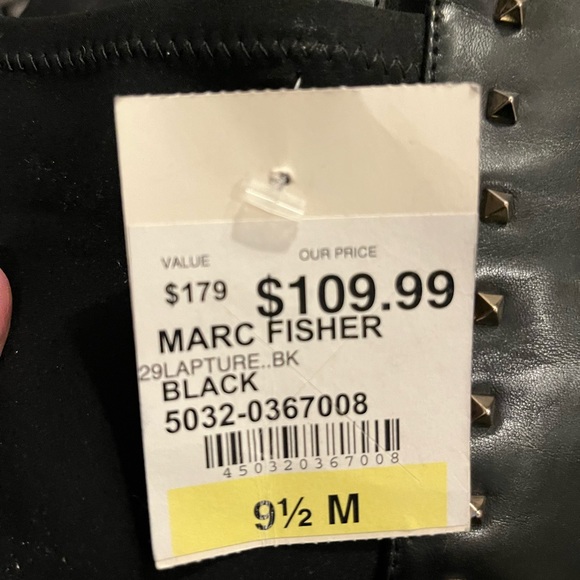 VALUE OUR PRICE
$179 $109.99
MARC FISHER
29LAPTURE..BK
BLACK
5032-0367008
450320367008
9½ M